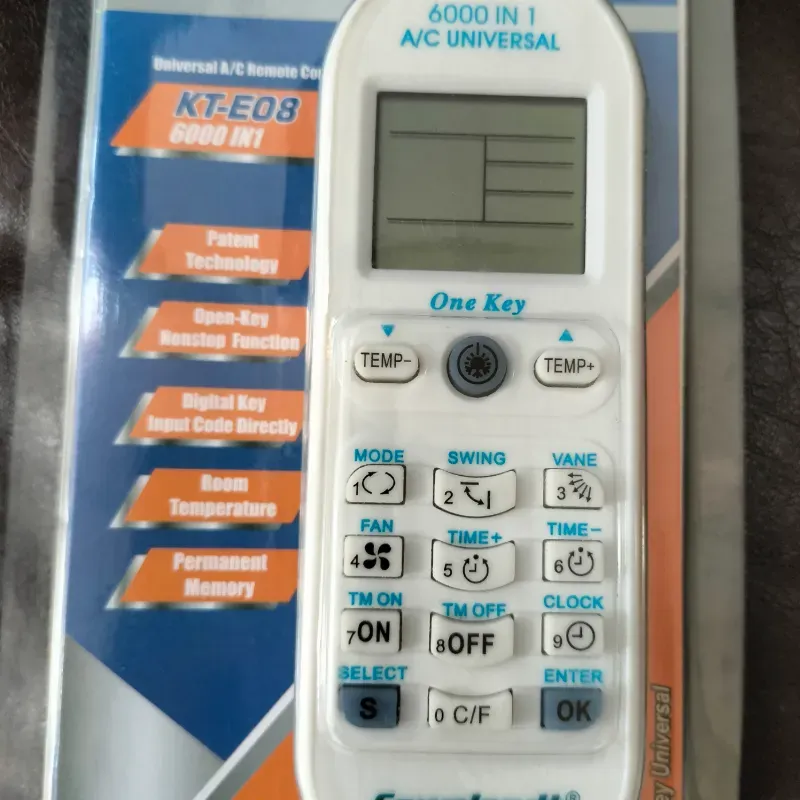 6000 IN 1
A/C UNIVERSAL
Universal A/C Remote
KT-E08
6000 IN1
Patent
Technology
Open-Key
Nonstop Function
Digital Key
Input Code Directly
Room
Temperature
Permanent
Memory
One Key
TEMP-
TEMP+
MODE SWING VANE
1 2 3
FAN TIME+ TIME-
4 5 6
TM ON TM OFF CLOCK
7ON 8OFF 9
SELECT ENTER
S 0 C/F OK
Universal